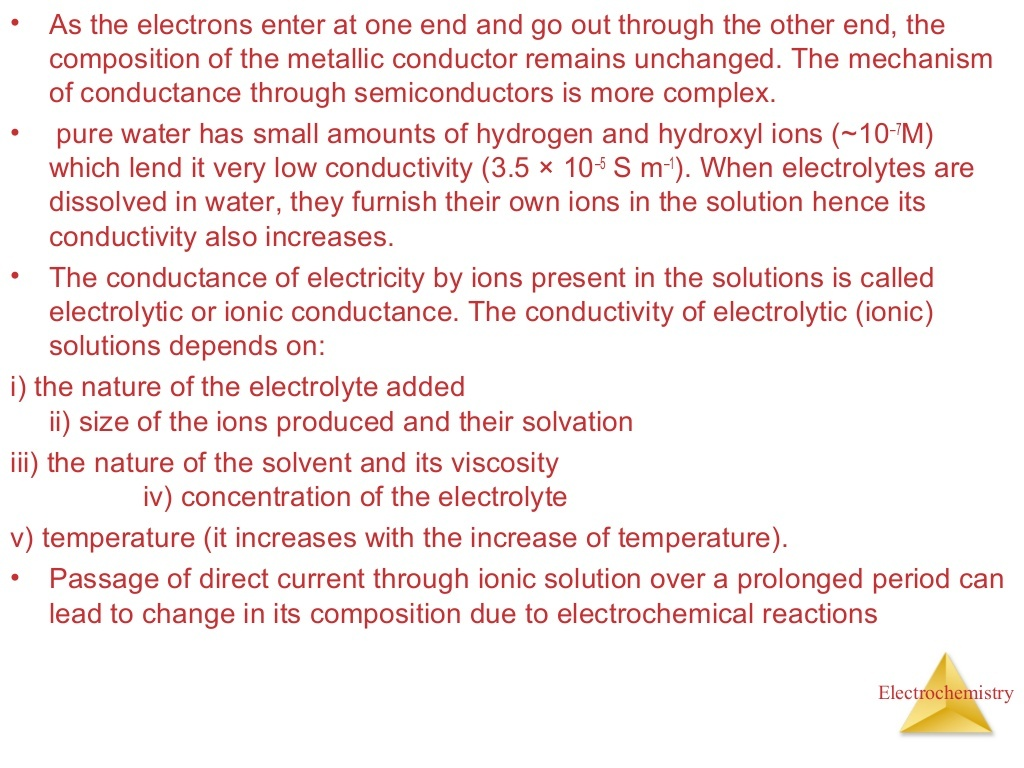 • As the electrons enter at one end and go out through the other end, the
composition of the metallic conductor remains unchanged. The mechanism
of conductance through semiconductors is more complex.
• pure water has small amounts of hydrogen and hydroxyl ions (~10⁻⁷M)
which lend it very low conductivity (3.5 × 10⁻⁵ S m⁻¹). When electrolytes are
dissolved in water, they furnish their own ions in the solution hence its
conductivity also increases.
• The conductance of electricity by ions present in the solutions is called
electrolytic or ionic conductance. The conductivity of electrolytic (ionic)
solutions depends on:
i) the nature of the electrolyte added
ii) size of the ions produced and their solvation
iii) the nature of the solvent and its viscosity
iv) concentration of the electrolyte
v) temperature (it increases with the increase of temperature).
• Passage of direct current through ionic solution over a prolonged period can
lead to change in its composition due to electrochemical reactions
Electrochemistry